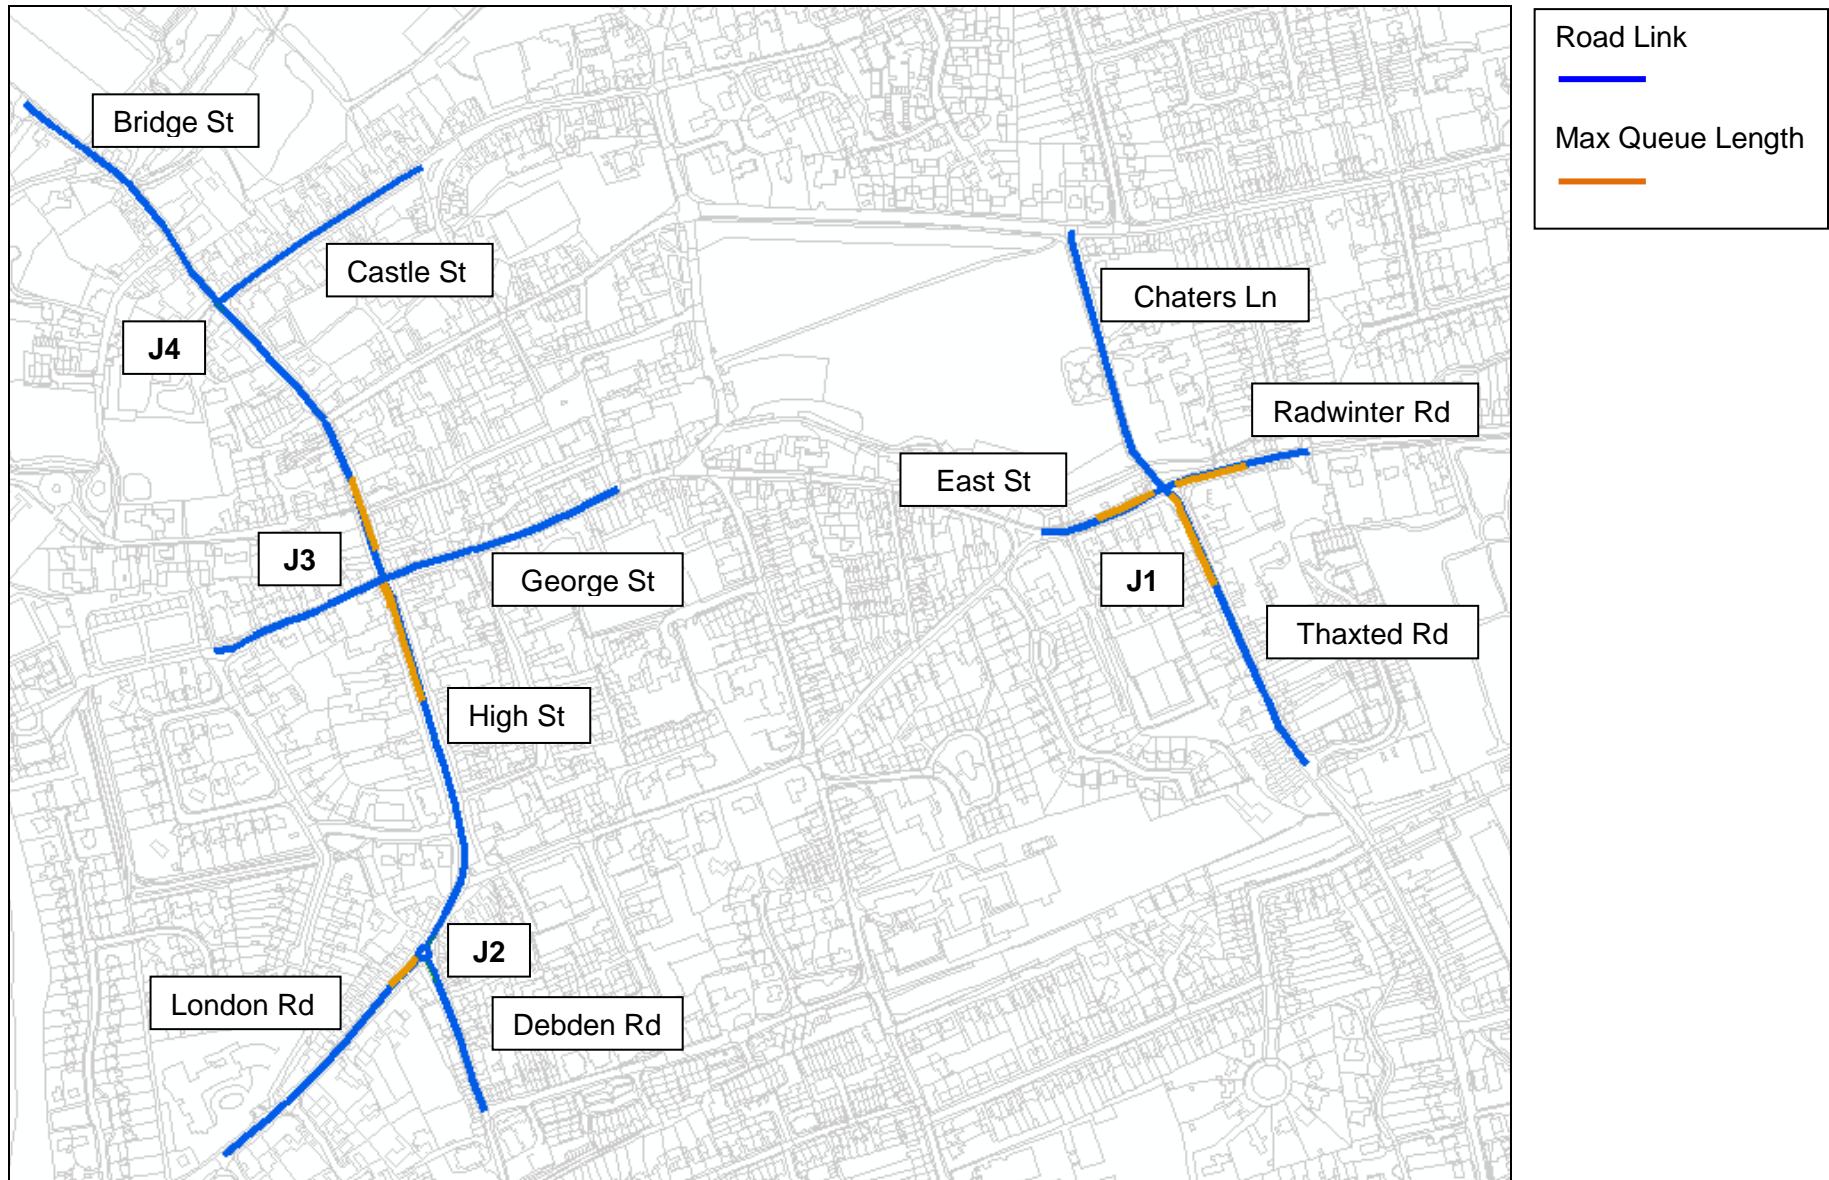 Road Link
Max Queue Length
Bridge St
Castle St
J4
Chaters Ln
Radwinter Rd
East St
J3
George St
J1
Thaxted Rd
High St
J2
London Rd
Debden Rd